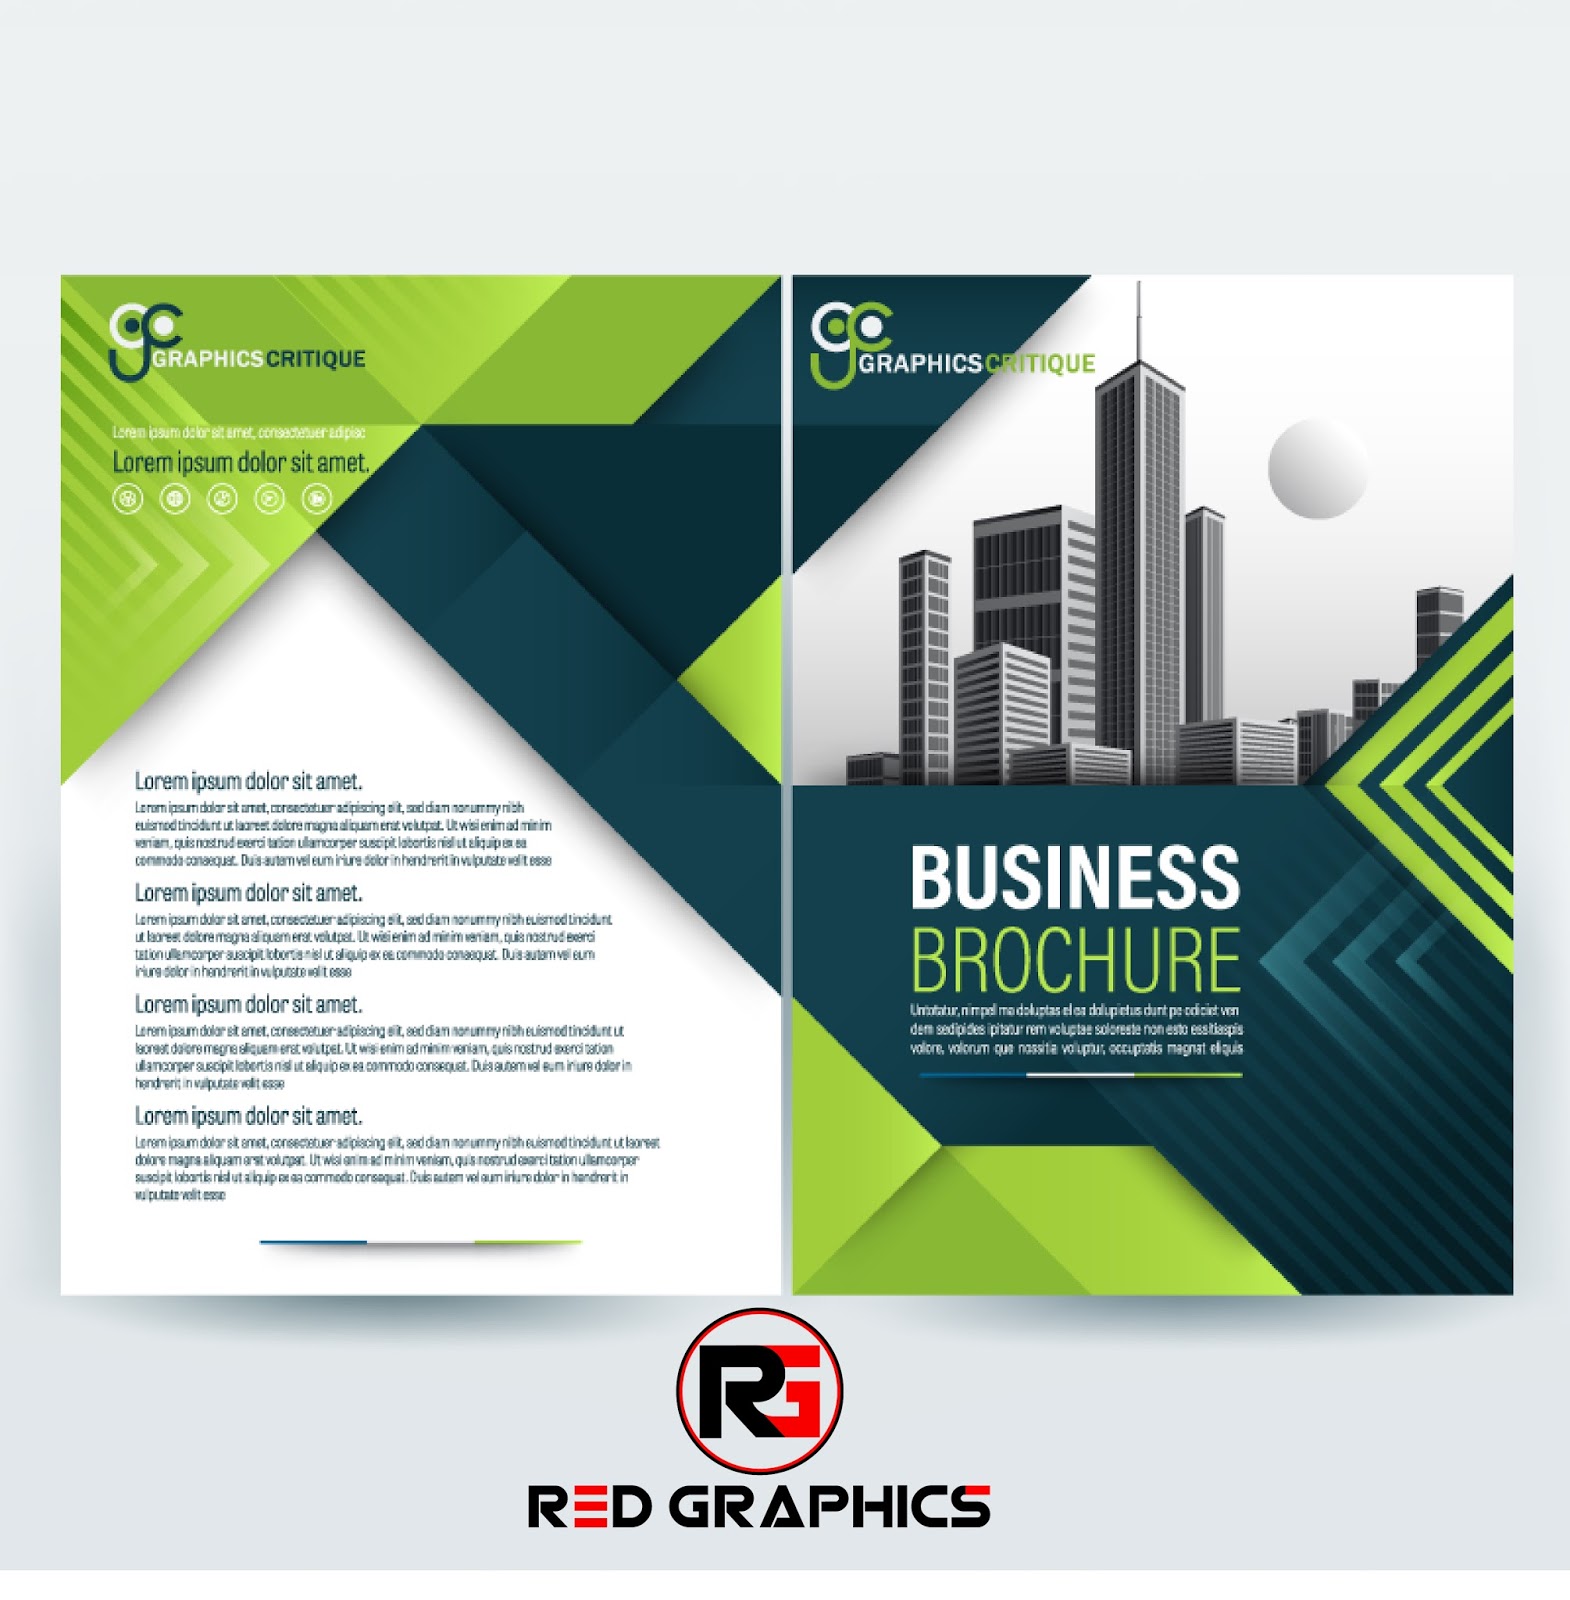 GRAPHICSCRITIQUE
Lorem ipsum dolor sit amet, consectetuer adipisc
Lorem ipsum dolor sit amet.
Lorem ipsum dolor sit amet.
Lorem ipsum dolor sit amet, consectetuer adipiscing elit, sed diam nonummy nibh
euismod tincidunt ut laoreet dolore magna aliquam erat volutpat. Ut wisi enim ad minim
veniam, quis nostrud exerci tation ullamcorper suscipit lobortis nisl ut aliquip ex ea
commodo consequat. Duis autem vel eum iriure dolor in hendrerit in vulputate velit esse
Lorem ipsum dolor sit amet.
Lorem ipsum dolor sit amet, consectetuer adipiscing elit, sed diam nonummy nibh euismod tincidunt
ut laoreet dolore magna aliquam erat volutpat. Ut wisi enim ad minim veniam, quis nostrud exerci
tation ullamcorper suscipit lobortis nisl ut aliquip ex ea commodo consequat. Duis autem vel eum
iriure dolor in hendrerit in vulputate velit esse
Lorem ipsum dolor sit amet.
Lorem ipsum dolor sit amet, consectetuer adipiscing elit, sed diam nonummy nibh euismod tincidunt ut
laoreet dolore magna aliquam erat volutpat. Ut wisi enim ad minim veniam, quis nostrud exerci tation
ullamcorper suscipit lobortis nisl ut aliquip ex ea commodo consequat. Duis autem vel eum iriure dolor in
hendrerit in vulputate velit esse
Lorem ipsum dolor sit amet.
Lorem ipsum dolor sit amet, consectetuer adipiscing elit, sed diam nonummy nibh euismod tincidunt ut laoreet
dolore magna aliquam erat volutpat. Ut wisi enim ad minim veniam, quis nostrud exerci tation ullamcorper
suscipit lobortis nisl ut aliquip ex ea commodo consequat. Duis autem vel eum iriure dolor in hendrerit in
vulputate velit esse
gc
GRAPHICSCRITIQUE
BUSINESS
BROCHURE
Untotatur, nimpel ma doluptas el ea dolupietus dunt pe odiciet ven
dem sedipides ipitatur rem voluptae soloreste non esto essitiaspis
volore, volorum que nossitia voluptur, occuptatis magnat eliquis
RG
RED GRAPHICS